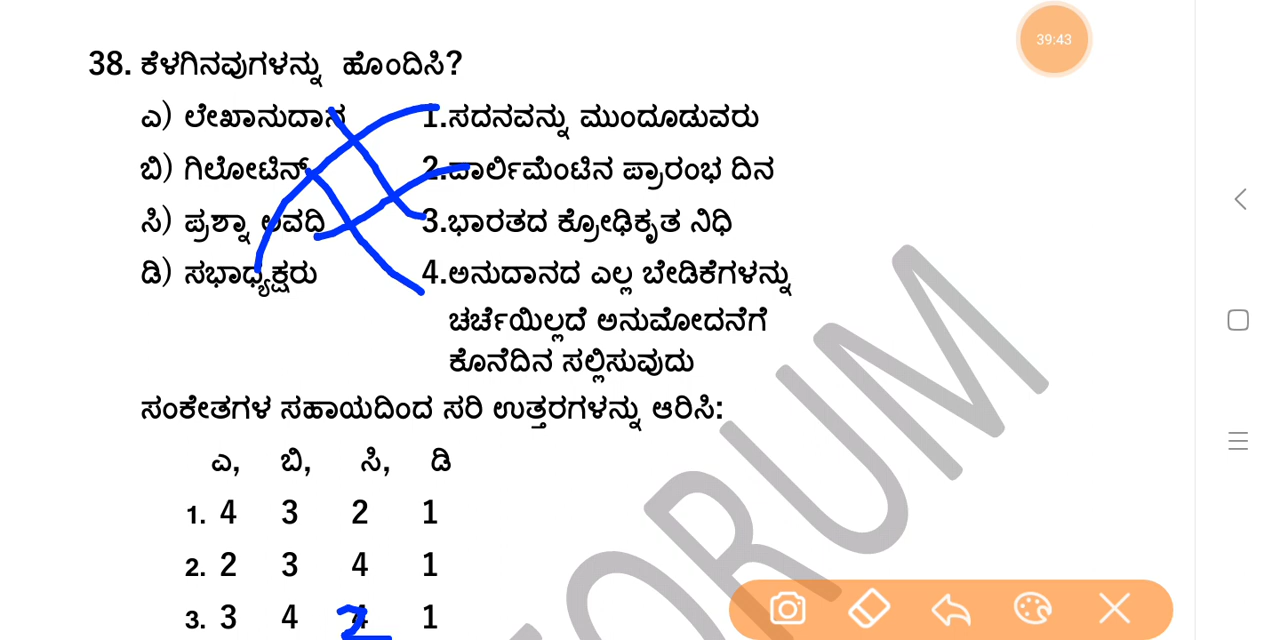 39:43
38. ಕೆಳಗಿನವುಗಳನ್ನು ಹೊಂದಿಸಿ?
ಎ) ಲೇಖಾನುದಾನ 1.ಸದನವನ್ನು ಮುಂದೂಡುವರು
ಬಿ) ಗಿಲೋಟಿನ್ 2.ಪಾರ್ಲಿಮೆಂಟಿನ ಪ್ರಾರಂಭ ದಿನ
ಸಿ) ಪ್ರಶ್ನಾ ಅವದಿ 3.ಭಾರತದ ಕ್ರೋಢಿಕೃತ ನಿಧಿ
ಡಿ) ಸಭಾಧ್ಯಕ್ಷರು 4.ಅನುದಾನದ ಎಲ್ಲ ಬೇಡಿಕೆಗಳನ್ನು
ಚರ್ಚೆಯಿಲ್ಲದೆ ಅನುಮೋದನೆಗೆ
ಕೊನೆದಿನ ಸಲ್ಲಿಸುವುದು
ಸಂಕೇತಗಳ ಸಹಾಯದಿಂದ ಸರಿ ಉತ್ತರಗಳನ್ನು ಆರಿಸಿ:
ಎ, ಬಿ, ಸಿ, ಡಿ
1. 4 3 2 1
2. 2 3 4 1
3. 3 4 4 1
2
FORUM